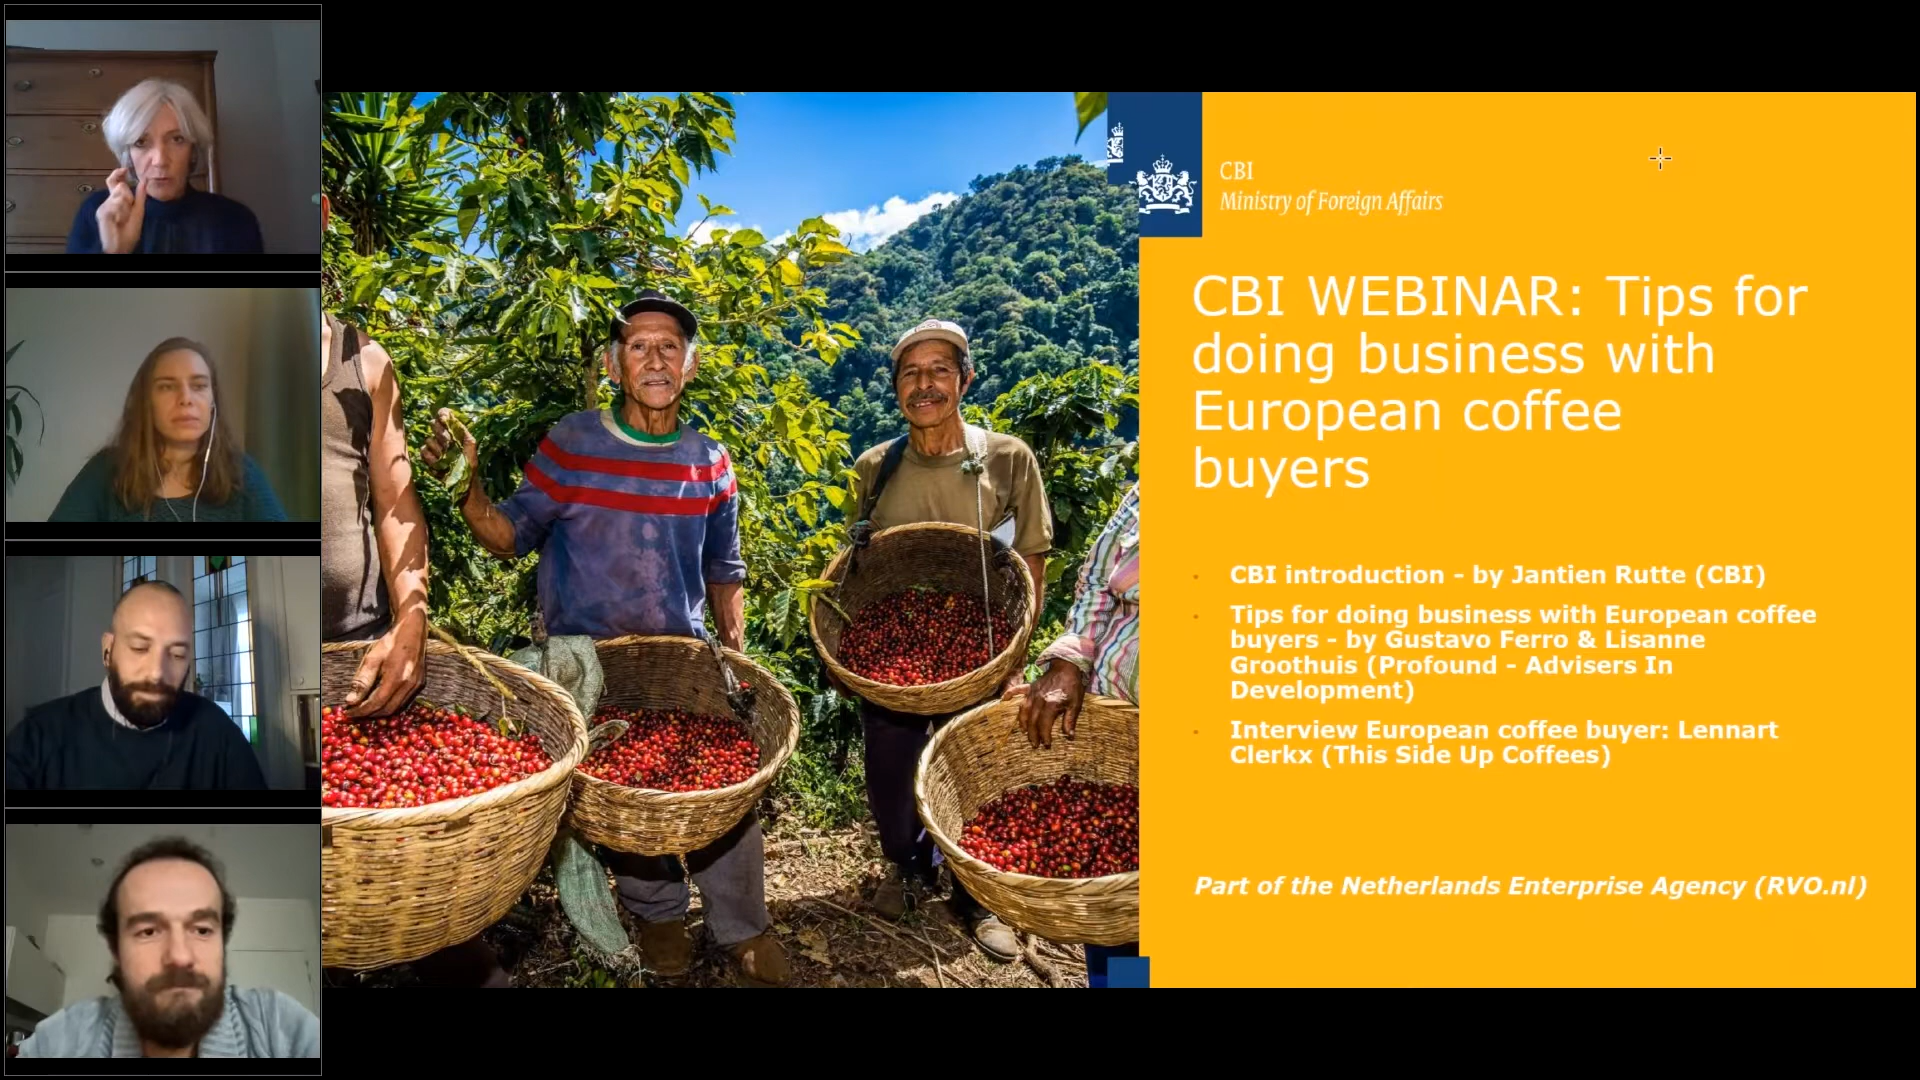 CBI
Ministry of Foreign Affairs
CBI WEBINAR: Tips for
doing business with
European coffee
buyers
CBI introduction - by Jantien Rutte (CBI)
Tips for doing business with European coffee
buyers - by Gustavo Ferro & Lisanne
Groothuis (Profound - Advisers In
Development)
Interview European coffee buyer: Lennart
Clerkx (This Side Up Coffees)
Part of the Netherlands Enterprise Agency (RVO.nl)